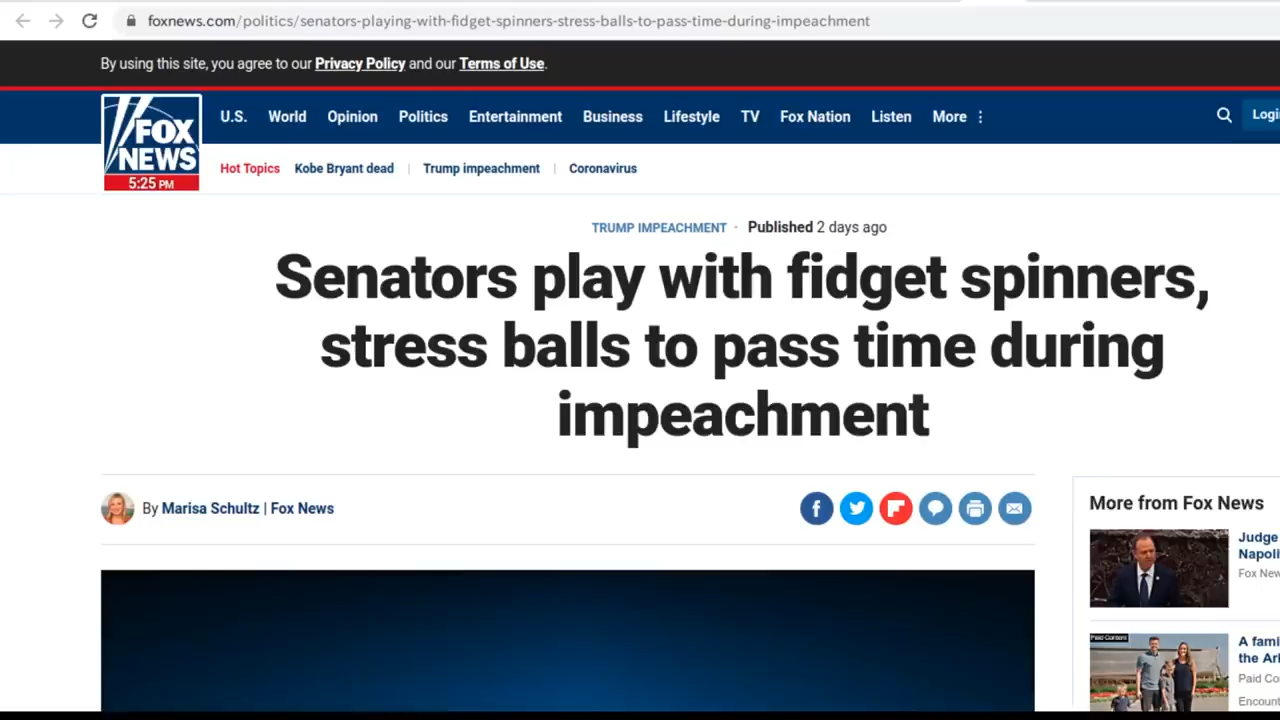 foxnews.com/politics/senators-playing-with-fidget-spinners-stress-balls-to-pass-time-during-impeachment
By using this site, you agree to our Privacy Policy and our Terms of Use.
FOX
NEWS
5:25 PM
U.S. World Opinion Politics Entertainment Business Lifestyle TV Fox Nation Listen More
Logi
Hot Topics Kobe Bryant dead Trump impeachment Coronavirus
TRUMP IMPEACHMENT · Published 2 days ago
Senators play with fidget spinners,
stress balls to pass time during
impeachment
By Marisa Schultz | Fox News
More from Fox News
Judge
Napoli
Fox New
Paid Content
A fami
the Ar
Paid Co
Encount